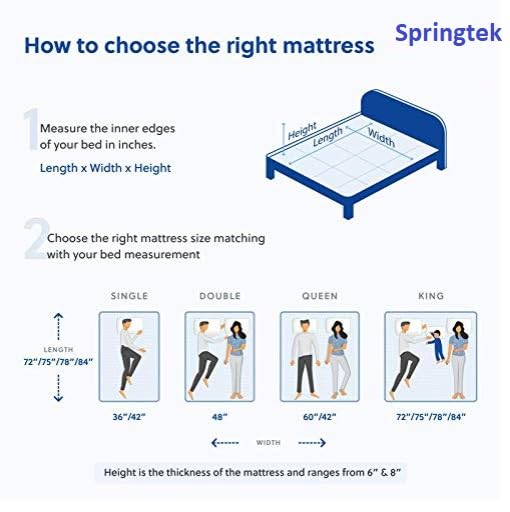 How to choose the right mattress
Springtek
1
Measure the inner edges
of your bed in inches.
Length x Width x Height
Height
Length
Width
2
Choose the right mattress size matching
with your bed measurement
SINGLE
DOUBLE
QUEEN
KING
LENGTH
72"/75"/78"/84"
36"/42"
48"
60"/42"
72"/75"/78"/84"
WIDTH
Height is the thickness of the mattress and ranges from 6" & 8"